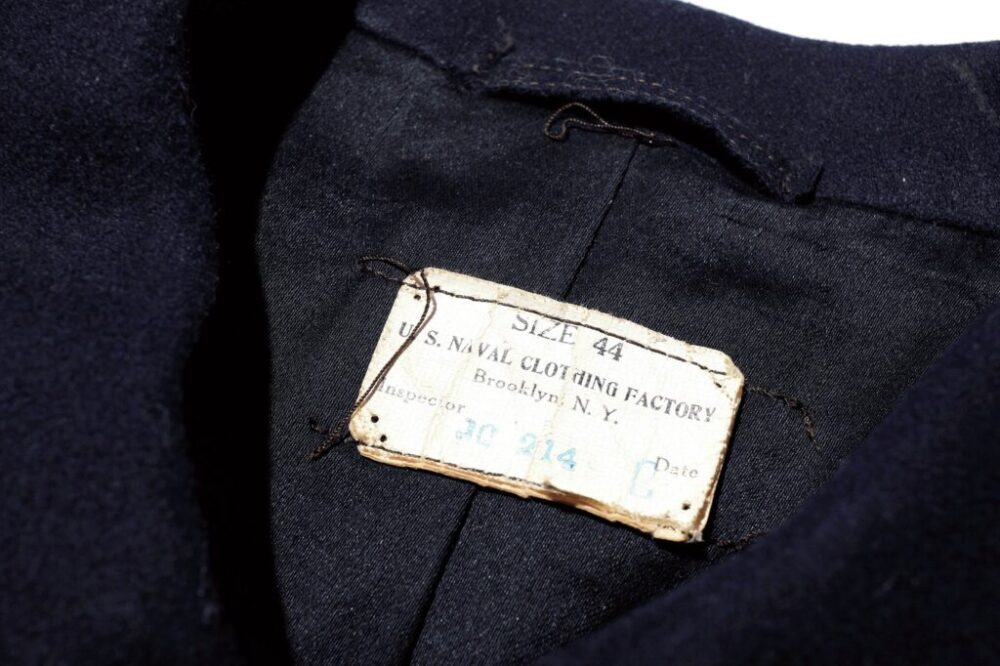 SIZE 44
U. S. NAVAL CLOTHING FACTORY
Brooklyn, N. Y.
Inspector Date
JC 214 C